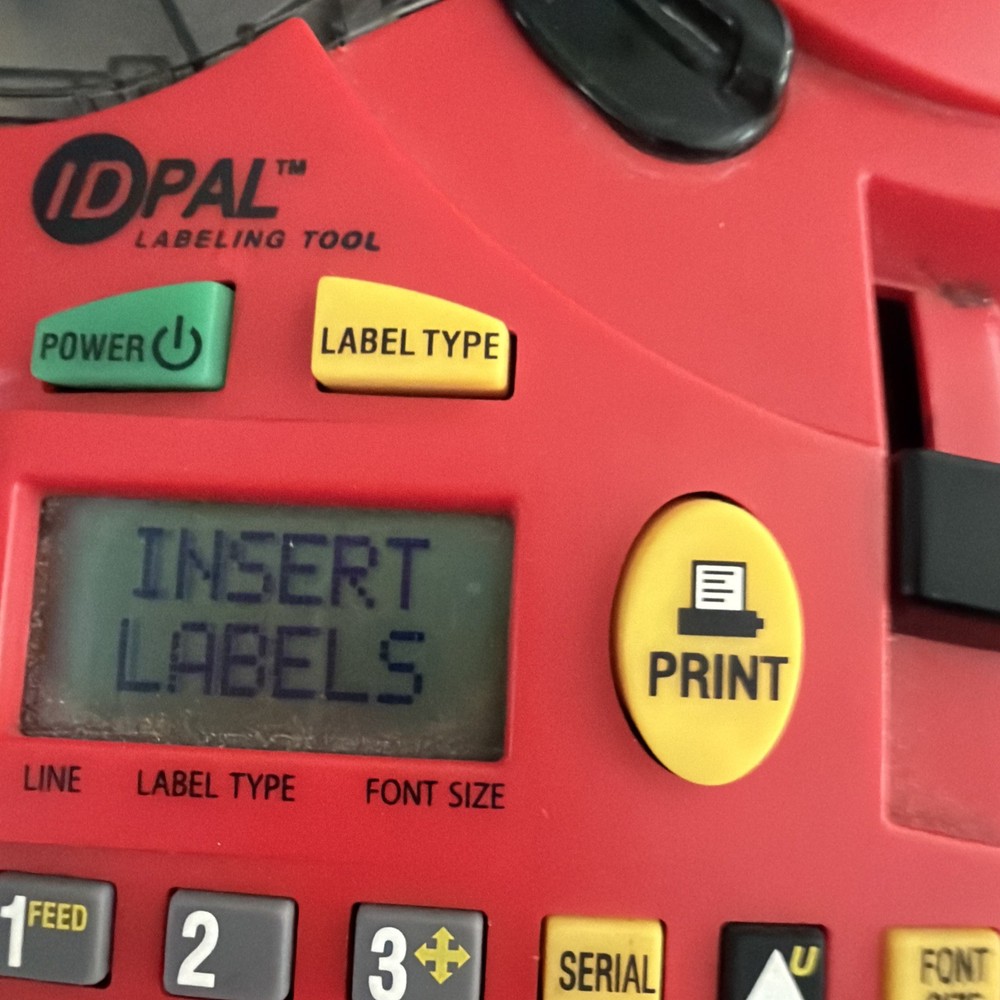 IDPAL™
LABELING TOOL
POWER
LABEL TYPE
INSERT
LABELS
PRINT
LINE LABEL TYPE FONT SIZE
1 FEED
2
3
SERIAL
U
FONT